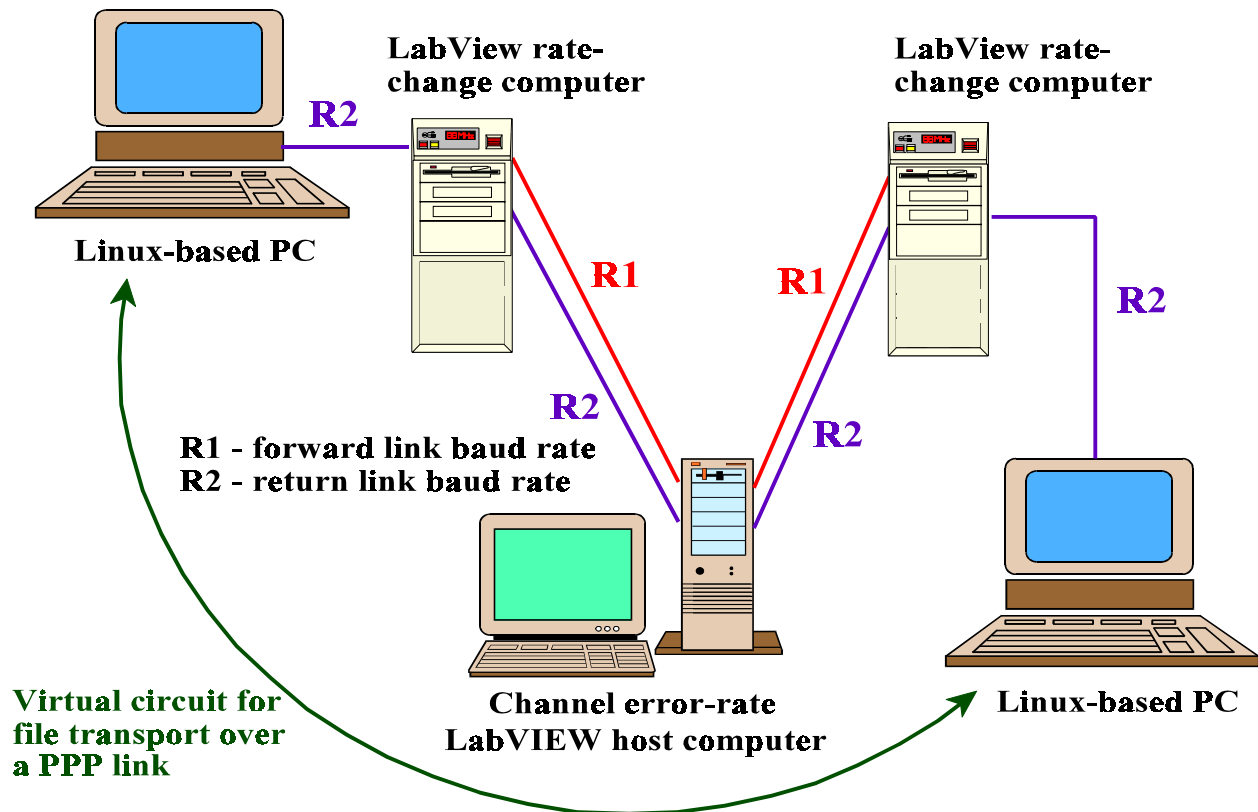 LabView rate-
change computer
LabView rate-
change computer
R2
Linux-based PC
R1
R1
R2
R2
R2
R1 - forward link baud rate
R2 - return link baud rate
Virtual circuit for
file transport over
a PPP link
Channel error-rate
LabVIEW host computer
Linux-based PC